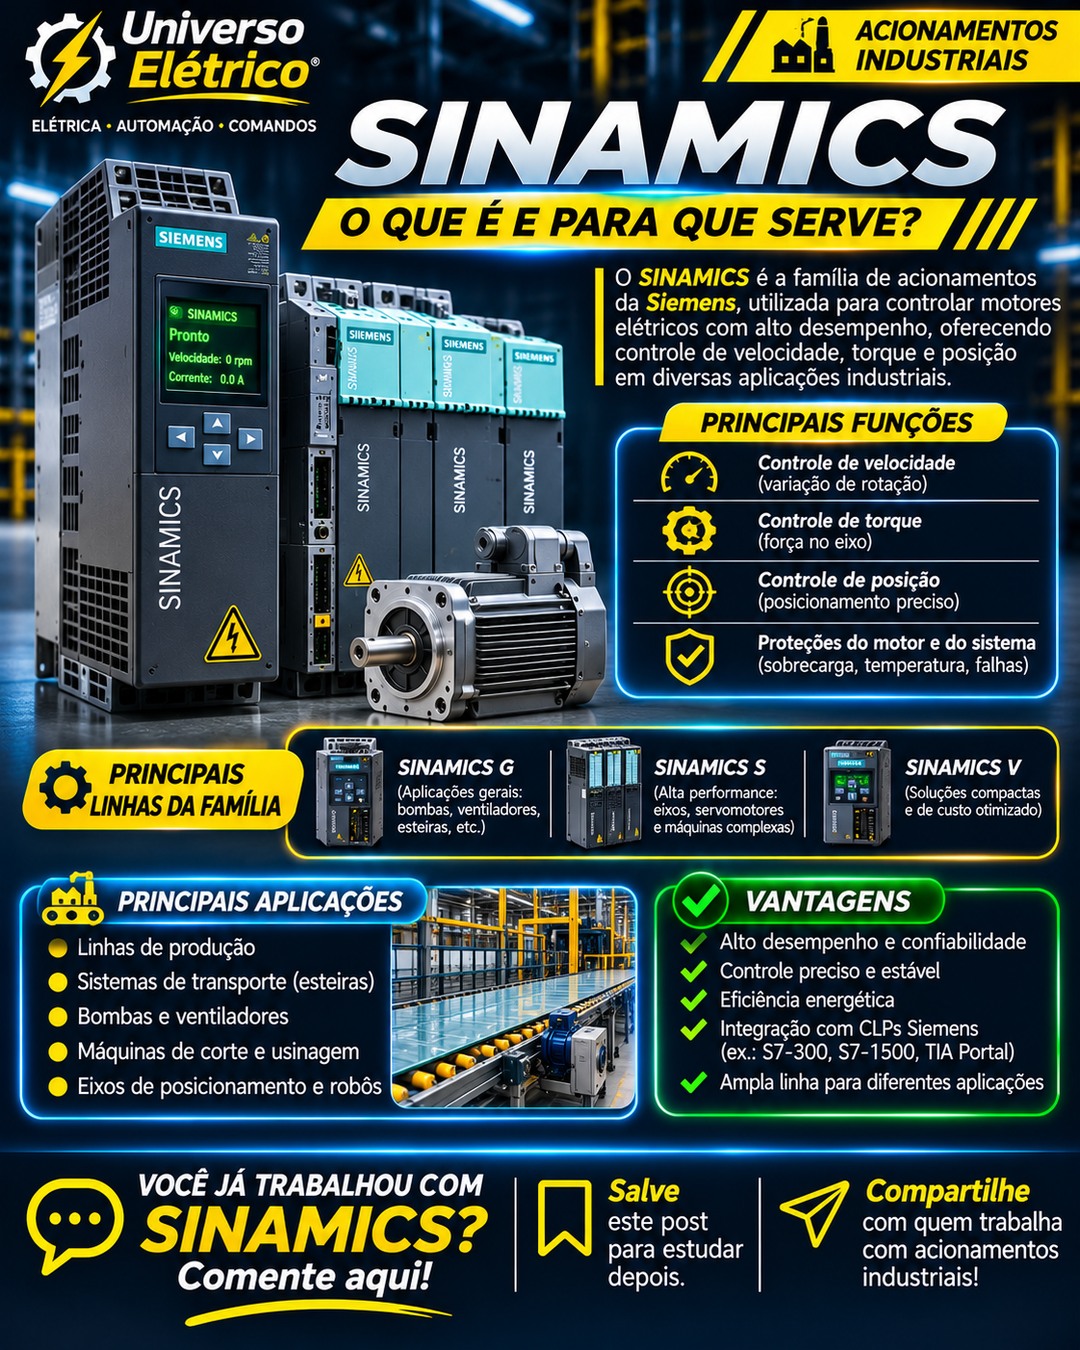 Universo
Elétrico®
ELÉTRICA • AUTOMAÇÃO • COMANDOS
ACIONAMENTOS
INDUSTRIAIS
SINAMICS
O QUE É E PARA QUE SERVE?
O SINAMICS é a família de acionamentos
da Siemens, utilizada para controlar motores
elétricos com alto desempenho, oferecendo
controle de velocidade, torque e posição
em diversas aplicações industriais.
SIEMENS
SINAMICS
Pronto
Velocidade: 0 rpm
Corrente: 0.0 A
SINAMICS
SIEMENS
SIEMENS
SIEMENS
SINAMICS
SINAMICS
SINAMICS
SINAMICS
SINAMICS
SINAMICS
PRINCIPAIS FUNÇÕES
Controle de velocidade
(variação de rotação)
Controle de torque
(força no eixo)
Controle de posição
(posicionamento preciso)
Proteções do motor e do sistema
(sobrecarga, temperatura, falhas)
PRINCIPAIS
LINHAS DA FAMÍLIA
SINAMICS G
(Aplicações gerais:
bombas, ventiladores,
esteiras, etc.)
SINAMICS S
(Alta performance:
eixos, servomotores
e máquinas complexas)
SINAMICS V
(Soluções compactas
e de custo otimizado)
PRINCIPAIS APLICAÇÕES
Linhas de produção
Sistemas de transporte (esteiras)
Bombas e ventiladores
Máquinas de corte e usinagem
Eixos de posicionamento e robôs
VANTAGENS
Alto desempenho e confiabilidade
Controle preciso e estável
Eficiência energética
Integração com CLPs Siemens
(ex.: S7-300, S7-1500, TIA Portal)
Ampla linha para diferentes aplicações
VOCÊ JÁ TRABALHOU COM
SINAMICS?
Comente aqui!
Salve
este post
para estudar
depois.
Compartilhe
com quem trabalha
com acionamentos
industriais!